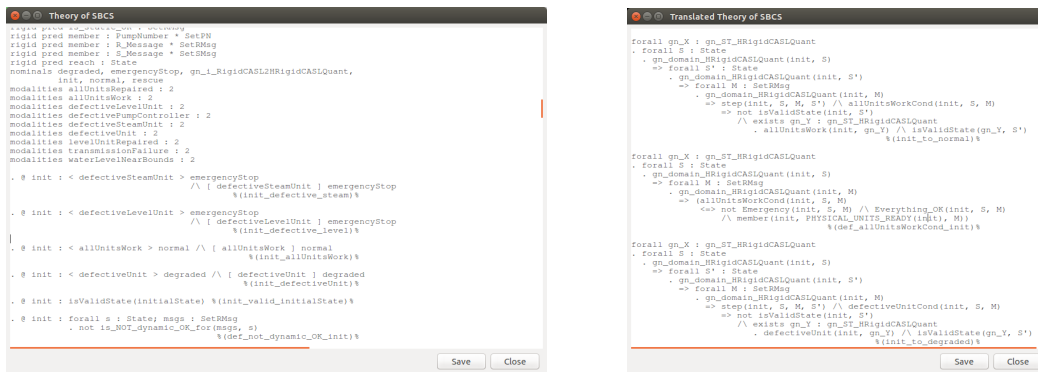 Theory of SBCS
rigid pred is_static_OK : SetRMsg
rigid pred member : PumpNumber * SetPN
rigid pred member : R_Message * SetRMsg
rigid pred member : S_Message * SetSMsg
rigid pred reach : State
nominals degraded, emergencyStop, gn_i_RigidCASL2HRigidCASLQuant,
init, normal, rescue
modalities allUnitsRepaired : 2
modalities allUnitsWork : 2
modalities defectiveLevelUnit : 2
modalities defectivePumpController : 2
modalities defectiveSteamUnit : 2
modalities defectiveUnit : 2
modalities levelUnitRepaired : 2
modalities transmissionFailure : 2
modalities waterLevelNearBounds : 2
. @ init : < defectiveSteamUnit > emergencyStop
/\ [ defectiveSteamUnit ] emergencyStop
%(init_defective_steam)%
. @ init : < defectiveLevelUnit > emergencyStop
/\ [ defectiveLevelUnit ] emergencyStop
%(init_defective_level)%
. @ init : < allUnitsWork > normal /\ [ allUnitsWork ] normal
%(init_allUnitsWork)%
. @ init : < defectiveUnit > degraded /\ [ defectiveUnit ] degraded
%(init_defectiveUnit)%
. @ init : isValidState(initialState) %(init_valid_initialState)%
. @ init : forall s : State; msgs : SetRMsg
. not is_NOT_dynamic_OK_for(msgs, s)
%(def_not_dynamic_OK_init)%
Save Close
Translated Theory of SBCS
forall gn_X : gn_ST_HRigidCASLQuant
. forall S : State
. gn_domain_HRigidCASLQuant(init, S)
=> forall S' : State
. gn_domain_HRigidCASLQuant(init, S')
=> forall M : SetRMsg
. gn_domain_HRigidCASLQuant(init, M)
=> step(init, S, M, S') /\ allUnitsWorkCond(init, S, M)
=> not isValidState(init, S')
/\ exists gn_Y : gn_ST_HRigidCASLQuant
. allUnitsWork(init, gn_Y) /\ isValidState(gn_Y, S')
%(init_to_normal)%
forall gn_X : gn_ST_HRigidCASLQuant
. forall S : State
. gn_domain_HRigidCASLQuant(init, S)
=> forall M : SetRMsg
. gn_domain_HRigidCASLQuant(init, M)
=> (allUnitsWorkCond(init, S, M)
<=> not Emergency(init, S, M) /\ Everything_OK(init, S, M)
/\ member(init, PHYSICAL_UNITS_READY(init), M))
%(def_allUnitsWorkCond_init)%
forall gn_X : gn_ST_HRigidCASLQuant
. forall S : State
. gn_domain_HRigidCASLQuant(init, S)
=> forall S' : State
. gn_domain_HRigidCASLQuant(init, S')
=> forall M : SetRMsg
. gn_domain_HRigidCASLQuant(init, M)
=> step(init, S, M, S') /\ defectiveUnitCond(init, S, M)
=> not isValidState(init, S')
/\ exists gn_Y : gn_ST_HRigidCASLQuant
. defectiveUnit(init, gn_Y) /\ isValidState(gn_Y, S')
%(init_to_degraded)%
Save Close